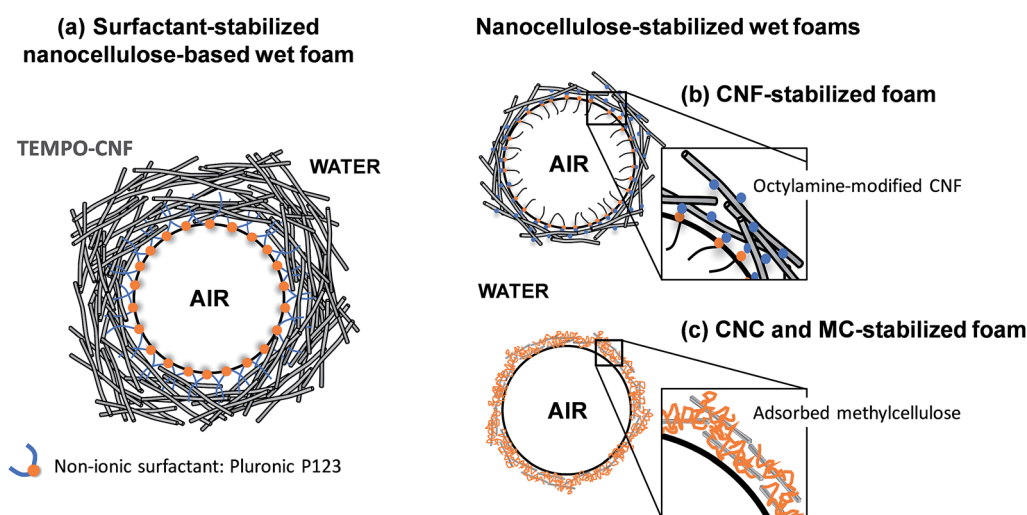 (a) Surfactant-stabilized
nanocellulose-based wet foam
TEMPO-CNF
WATER
AIR
Non-ionic surfactant: Pluronic P123
Nanocellulose-stabilized wet foams
(b) CNF-stabilized foam
AIR
Octylamine-modified CNF
WATER
(c) CNC and MC-stabilized foam
AIR
Adsorbed methylcellulose